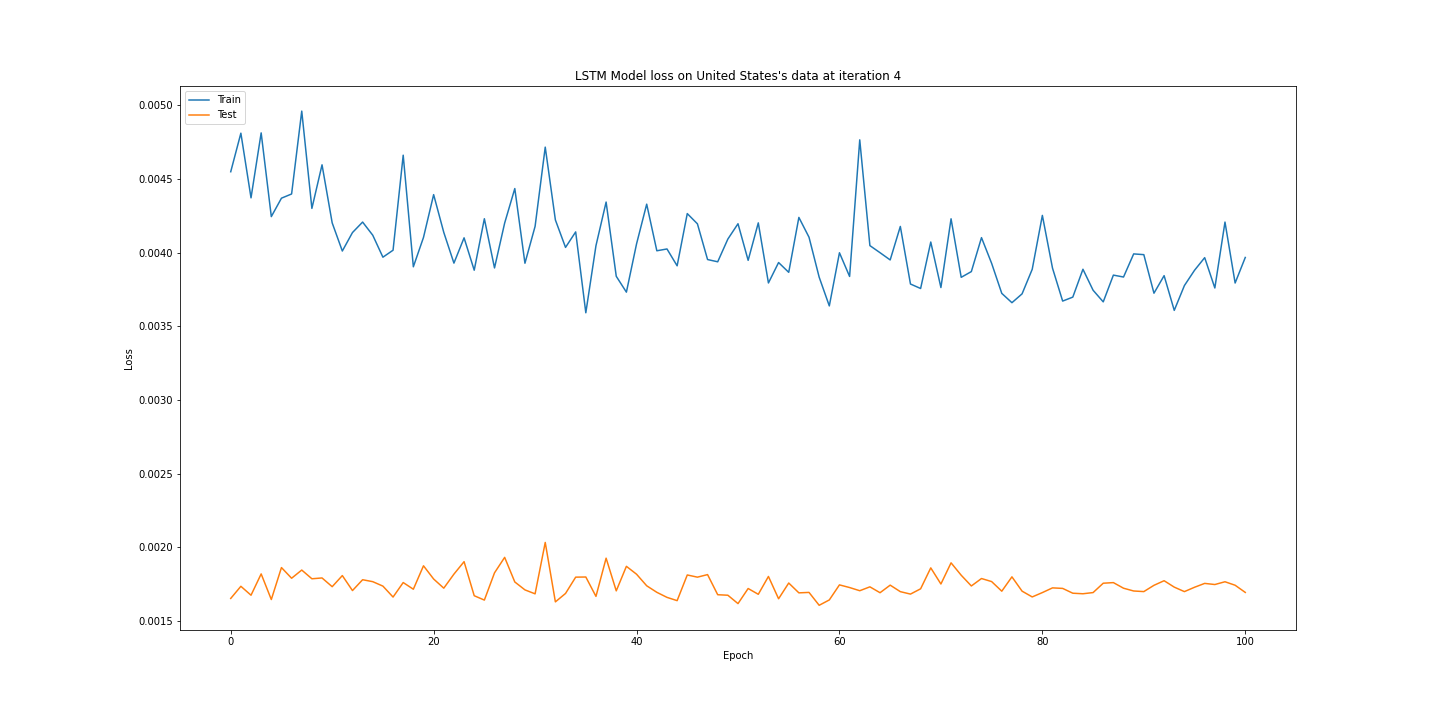 LSTM Model loss on United States's data at iteration 4
Train
Test
0.0050
0.0045
0.0040
0.0035
0.0030
0.0025
0.0020
0.0015
Loss
0 20 40 60 80 100
Epoch